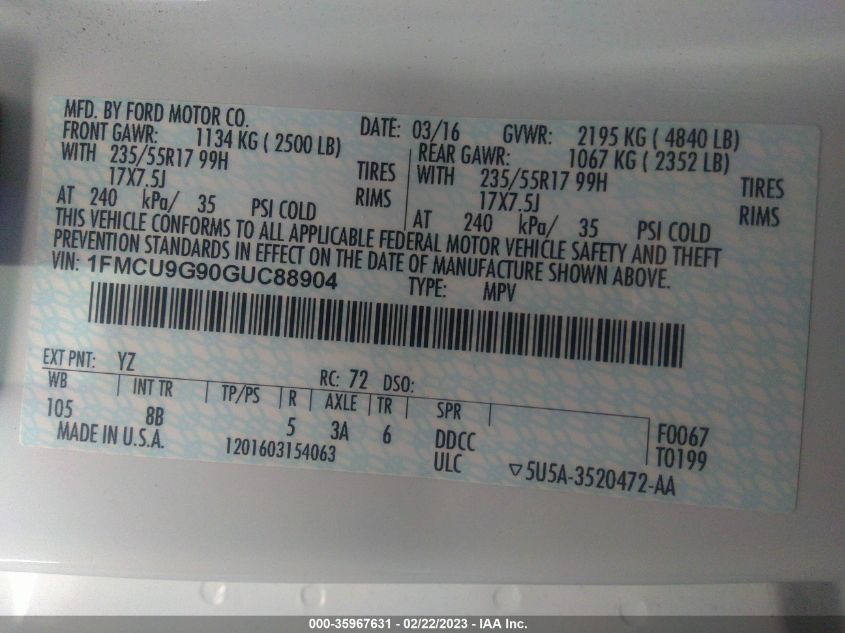 MFD. BY FORD MOTOR CO. DATE: 03/16 GVWR: 2195 KG ( 4840 LB)
FRONT GAWR: 1134 KG ( 2500 LB) REAR GAWR: 1067 KG ( 2352 LB)
WITH 235/55R17 99H TIRES WITH 235/55R17 99H TIRES
17X7.5J RIMS 17X7.5J RIMS
AT 240 kPa/ 35 PSI COLD AT 240 kPa/ 35 PSI COLD
THIS VEHICLE CONFORMS TO ALL APPLICABLE FEDERAL MOTOR VEHICLE SAFETY AND THEFT
PREVENTION STANDARDS IN EFFECT ON THE DATE OF MANUFACTURE SHOWN ABOVE.
VIN: 1FMCU9G90GUC88904 TYPE: MPV
EXT PNT: YZ RC: 72 DSO:
WB INT TR TP/PS R AXLE TR SPR
105 8B 5 3A 6 DDCC F0067
MADE IN U.S.A. 1201603154063 ULC T0199
▽5U5A-3520472-AA
000-35967631 - 02/22/2023 - IAA Inc.